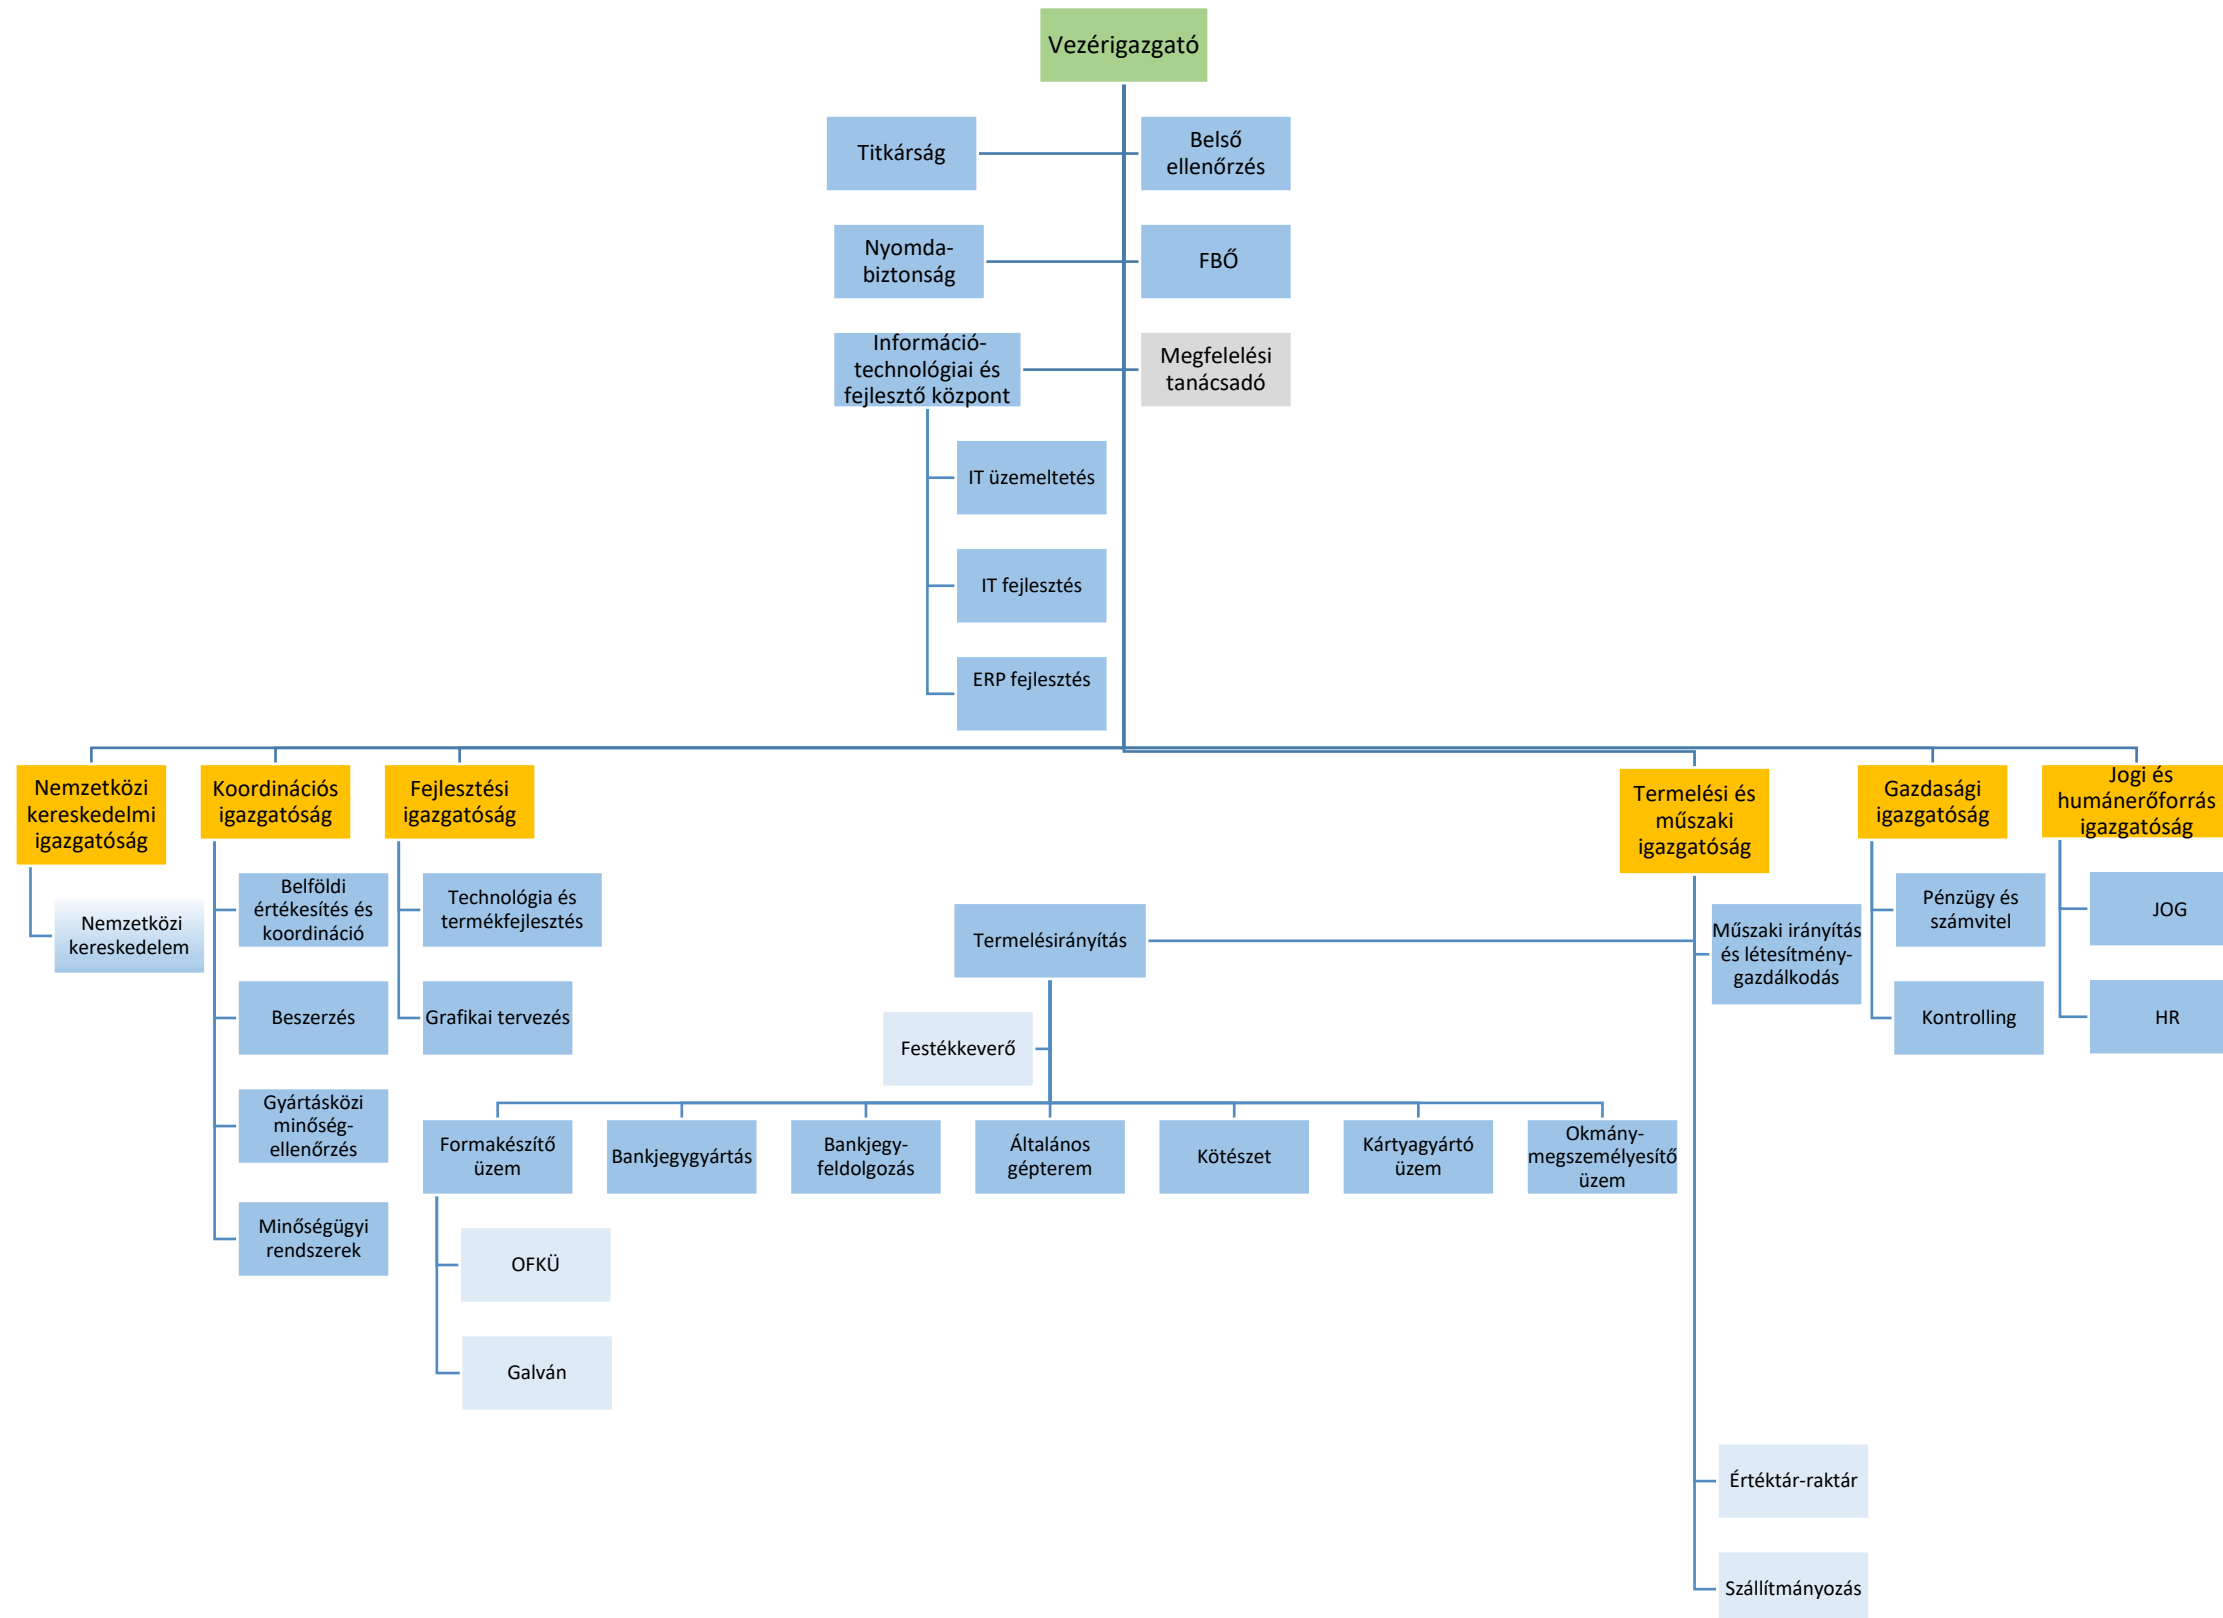 Vezérigazgató
Titkárság
Belső
ellenőrzés
Nyomda-
biztonság
FBŐ
Információ-
technológiai és
fejlesztő központ
Megfelelési
tanácsadó
IT üzemeltetés
IT fejlesztés
ERP fejlesztés
Nemzetközi
kereskedelmi
igazgatóság
Koordinációs
igazgatóság
Fejlesztési
igazgatóság
Termelési és
műszaki
igazgatóság
Gazdasági
igazgatóság
Jogi és
humánerőforrás
igazgatóság
Nemzetközi
kereskedelem
Belföldi
értékesítés és
koordináció
Technológia és
termékfejlesztés
Termelésirányítás
Műszaki irányítás
és létesítmény-
gazdálkodás
Pénzügy és
számvitel
JOG
Beszerzés
Grafikai tervezés
Festékkeverő
Kontrolling
HR
Gyártásközi
minőség-
ellenőrzés
Formakészítő
üzem
Bankjegygyártás
Bankjegy-
feldolgozás
Általános
gépterem
Kötészet
Kártyagyártó
üzem
Okmány-
megszemélyesítő
üzem
Minőségügyi
rendszerek
OFKÜ
Galván
Értéktár-raktár
Szállítmányozás